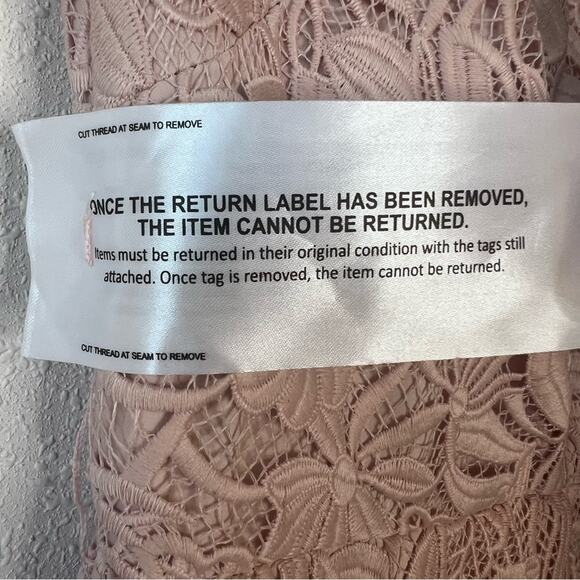 CUT THREAD AT SEAM TO REMOVE
ONCE THE RETURN LABEL HAS BEEN REMOVED,
THE ITEM CANNOT BE RETURNED.
Items must be returned in their original condition with the tags still
attached. Once tag is removed, the item cannot be returned.
CUT THREAD AT SEAM TO REMOVE